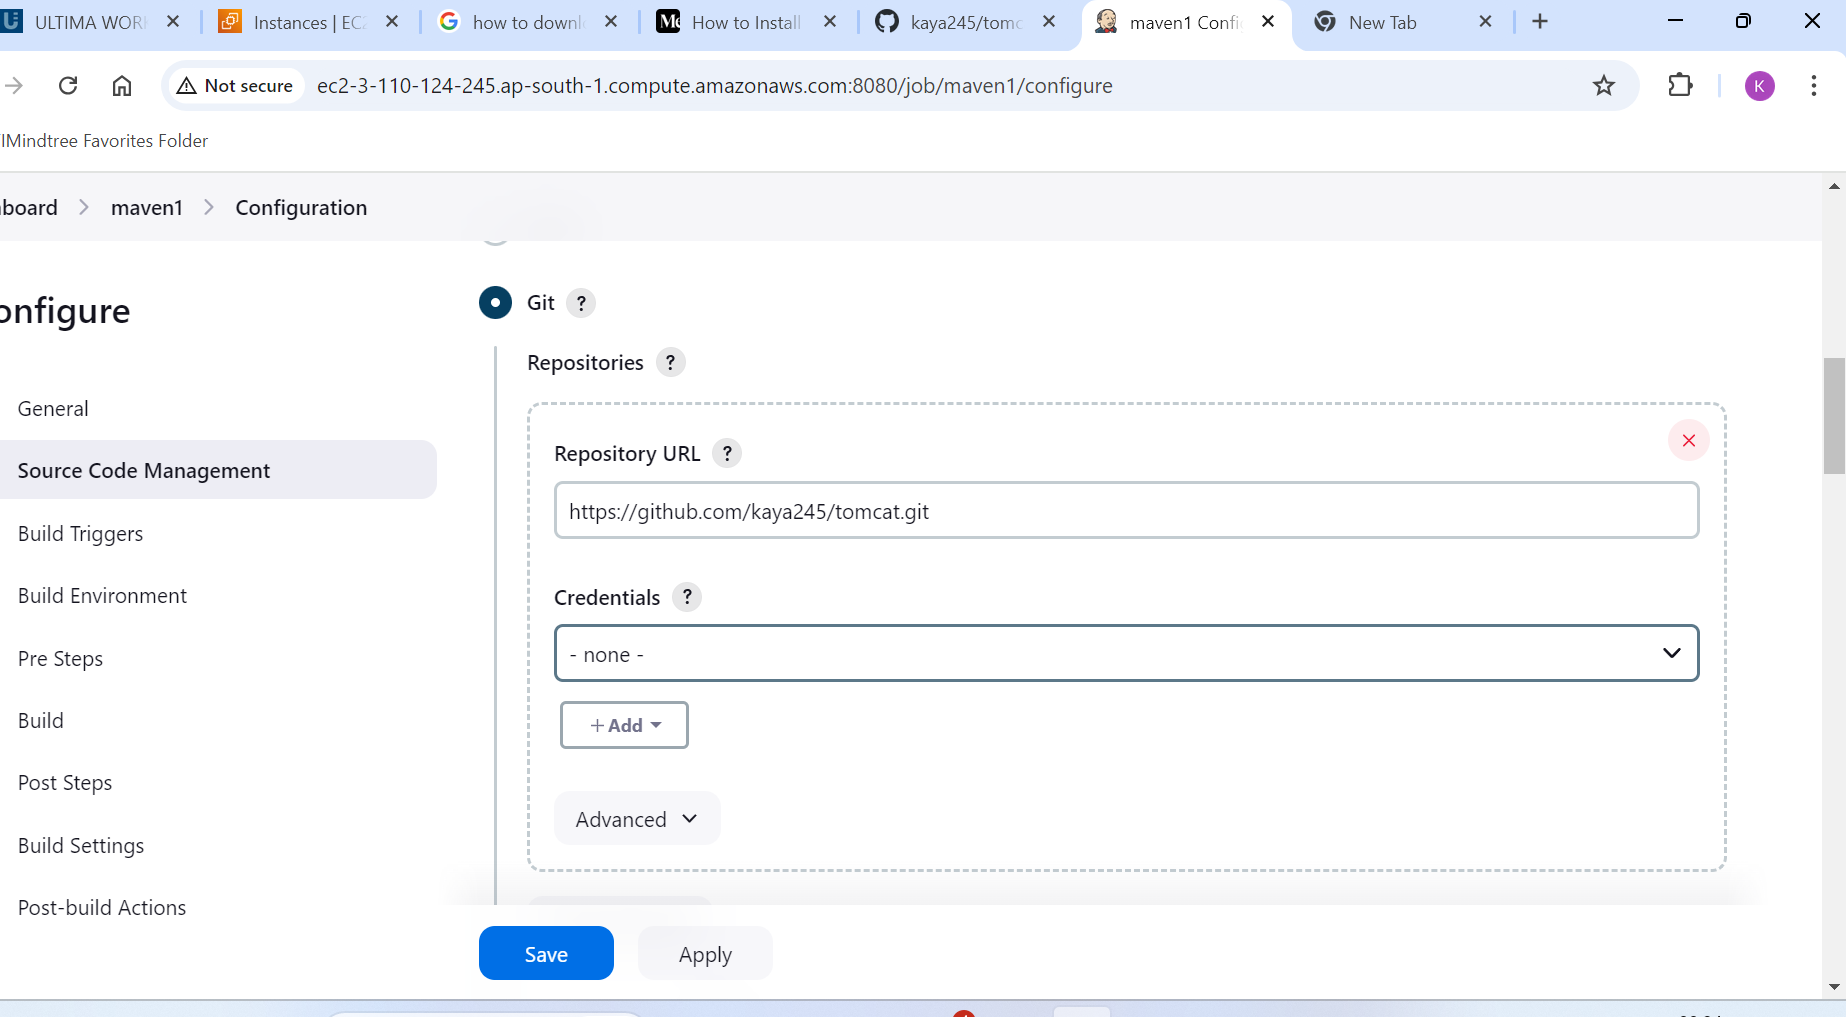 ULTIMA WOR
Instances | EC2
how to downl
How to Install
kaya245/tomc
maven1 Confi
New Tab
Not secure
ec2-3-110-124-245.ap-south-1.compute.amazonaws.com:8080/job/maven1/configure
K
IMindtree Favorites Folder
board
maven1
Configuration
onfigure
General
Source Code Management
Build Triggers
Build Environment
Pre Steps
Build
Post Steps
Build Settings
Post-build Actions
Git ?
Repositories ?
Repository URL ?
https://github.com/kaya245/tomcat.git
Credentials ?
- none -
+ Add
Advanced
Save
Apply